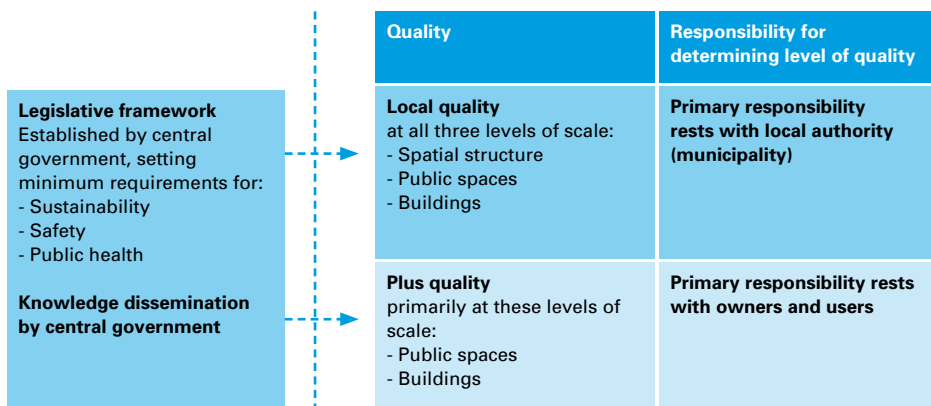 Quality
Responsibility for
determining level of quality
Legislative framework
Established by central
government, setting
minimum requirements for:
- Sustainability
- Safety
- Public health
Knowledge dissemination
by central government
Local quality
at all three levels of scale:
- Spatial structure
- Public spaces
- Buildings
Primary responsibility
rests with local authority
(municipality)
Plus quality
primarily at these levels of
scale:
- Public spaces
- Buildings
Primary responsibility rests
with owners and users